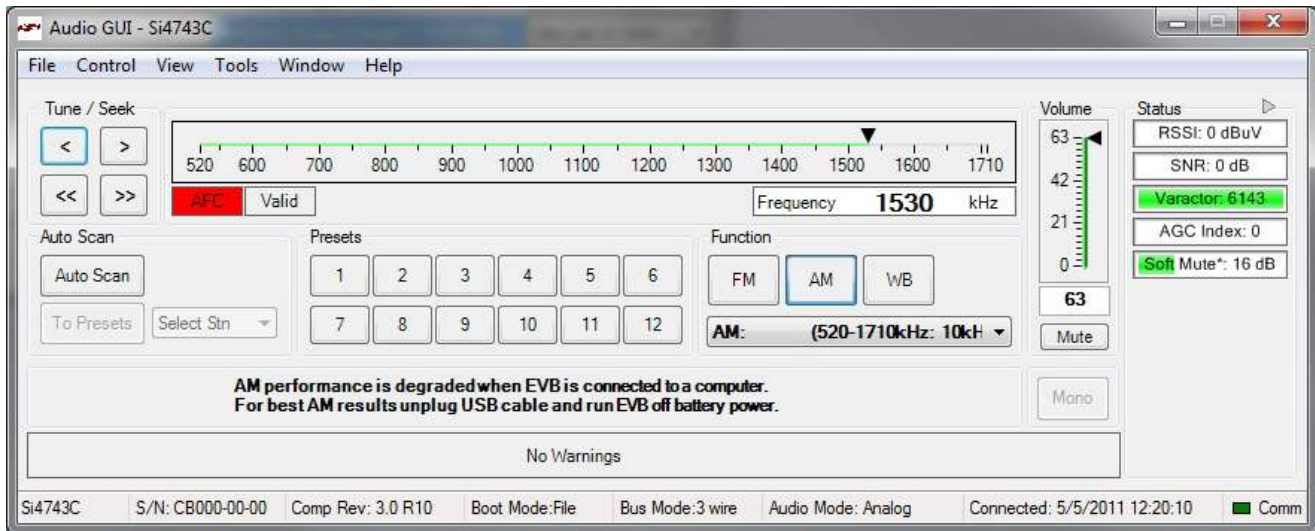 Audio GUI - Si4743C
File Control View Tools Window Help
Tune / Seek
< >
<< >>
520 600 700 800 900 1000 1100 1200 1300 1400 1500 1600 1710
AFC Valid
Frequency 1530 kHz
Volume
63
42
21
0
63
Mute
Mono
Status
RSSI: 0 dBuV
SNR: 0 dB
Varactor: 6143
AGC Index: 0
Soft Mute*: 16 dB
Auto Scan
Auto Scan
To Presets Select Stn
Presets
1 2 3 4 5 6
7 8 9 10 11 12
Function
FM AM WB
AM: (520-1710kHz: 10kH
AM performance is degraded when EVB is connected to a computer.
For best AM results unplug USB cable and run EVB off battery power.
No Warnings
Si4743C S/N: CB000-00-00 Comp Rev: 3.0 R10 Boot Mode:File Bus Mode:3 wire Audio Mode: Analog Connected: 5/5/2011 12:20:10 Comm